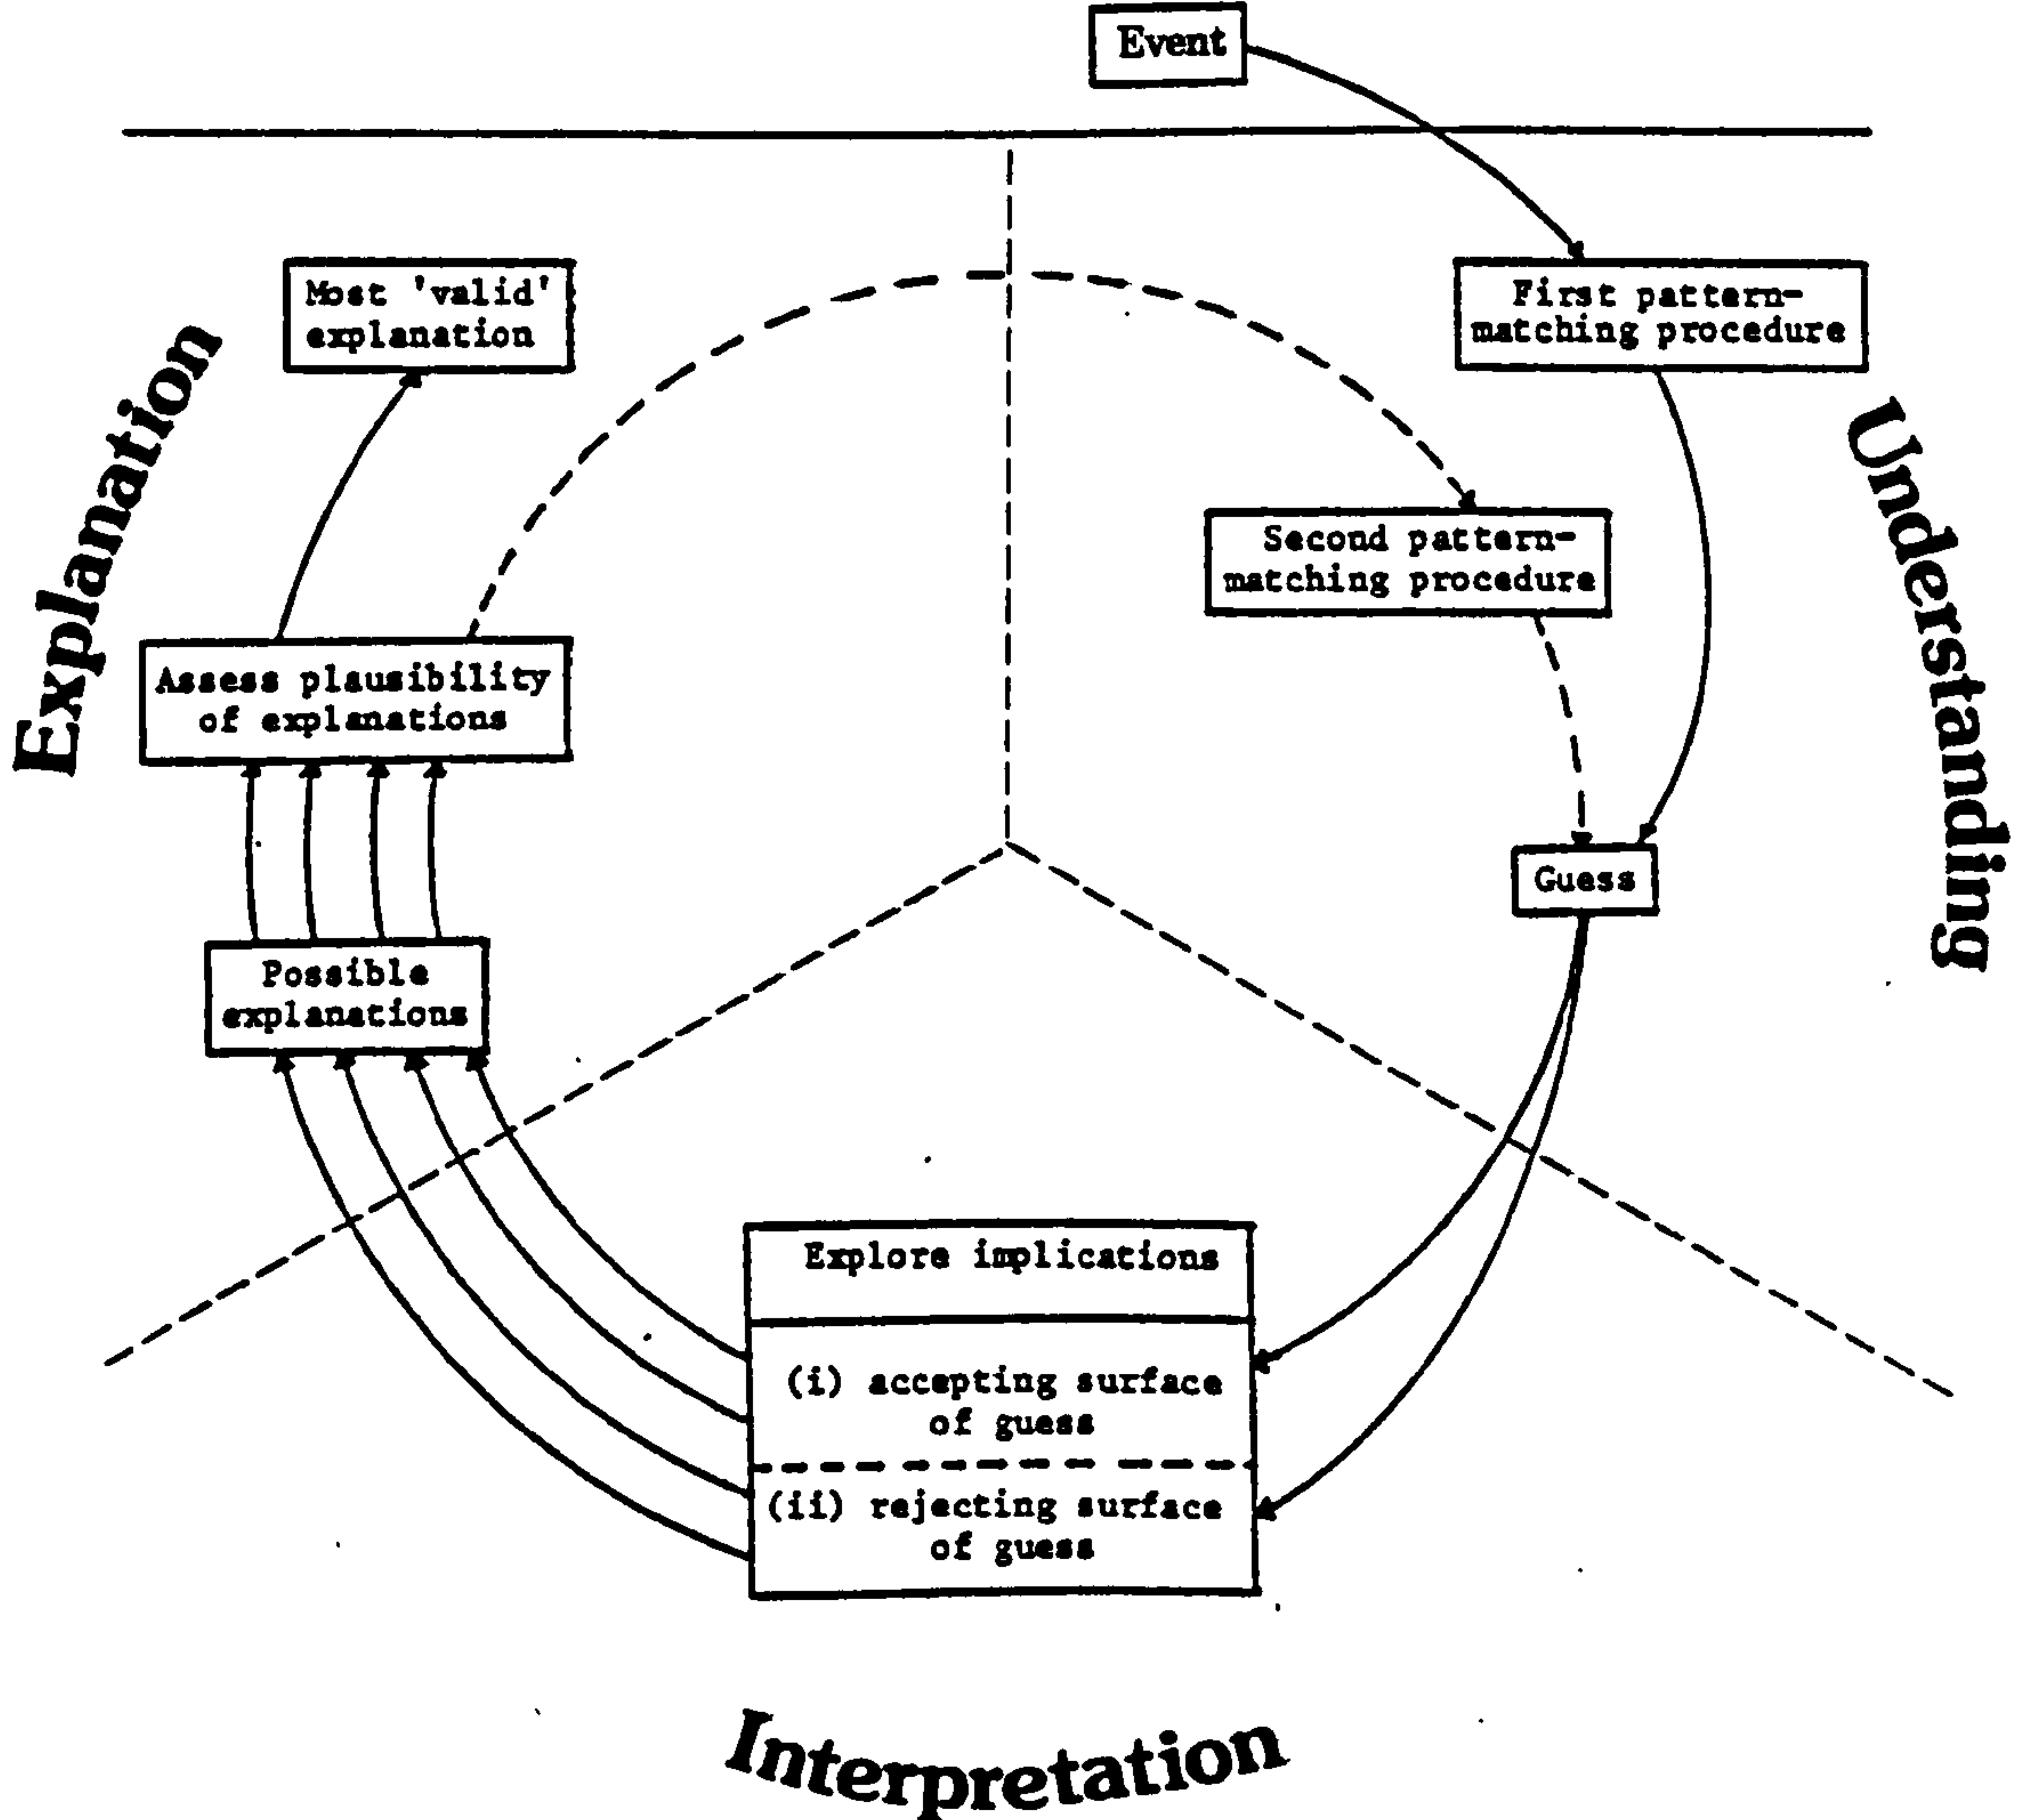 Event
Most 'valid'
explanation
First pattern-
matching procedure
Explanation
Understanding
Second pattern-
matching procedure
Assess plausibility
of explanations
Guess
Possible
explanations
Explore implications
(i) accepting surface
of guess
(ii) rejecting surface
of guess
Interpretation